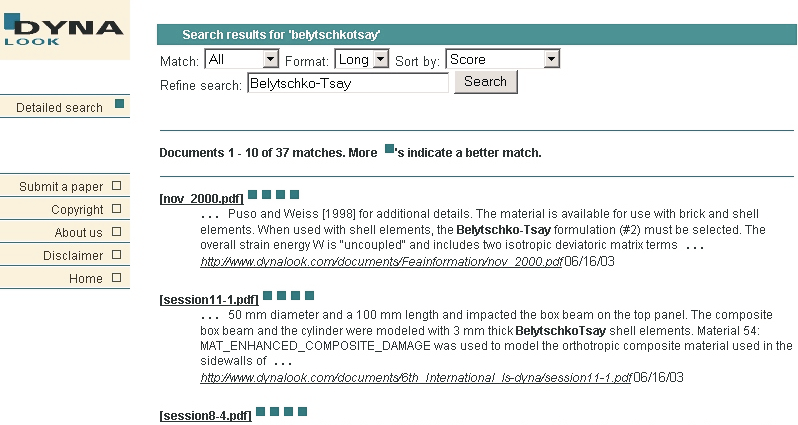 DYNA
LOOK
Search results for 'belytschkotsay'
Match: All Format: Long Sort by: Score
Refine search: Belytschko-Tsay Search
Detailed search
Documents 1 - 10 of 37 matches. More 's indicate a better match.
Submit a paper
Copyright
About us
Disclaimer
Home
[nov_2000.pdf]
... Puso and Weiss [1998] for additional details. The material is available for use with brick and shell
elements. When used with shell elements, the Belytschko-Tsay formulation (#2) must be selected. The
overall strain energy W is "uncoupled" and includes two isotropic deviatoric matrix terms ...
http://www.dynalook.com/documents/Feainformation/nov_2000.pdf 06/16/03
[session11-1.pdf]
... 50 mm diameter and a 100 mm length and impacted the box beam on the top panel. The composite
box beam and the cylinder were modeled with 3 mm thick BelytschkoTsay shell elements. Material 54:
MAT_ENHANCED_COMPOSITE_DAMAGE was used to model the orthotropic composite material used in the
sidewalls of ...
http://www.dynalook.com/documents/6th_International_ls-dyna/session11-1.pdf 06/16/03
[session8-4.pdf]